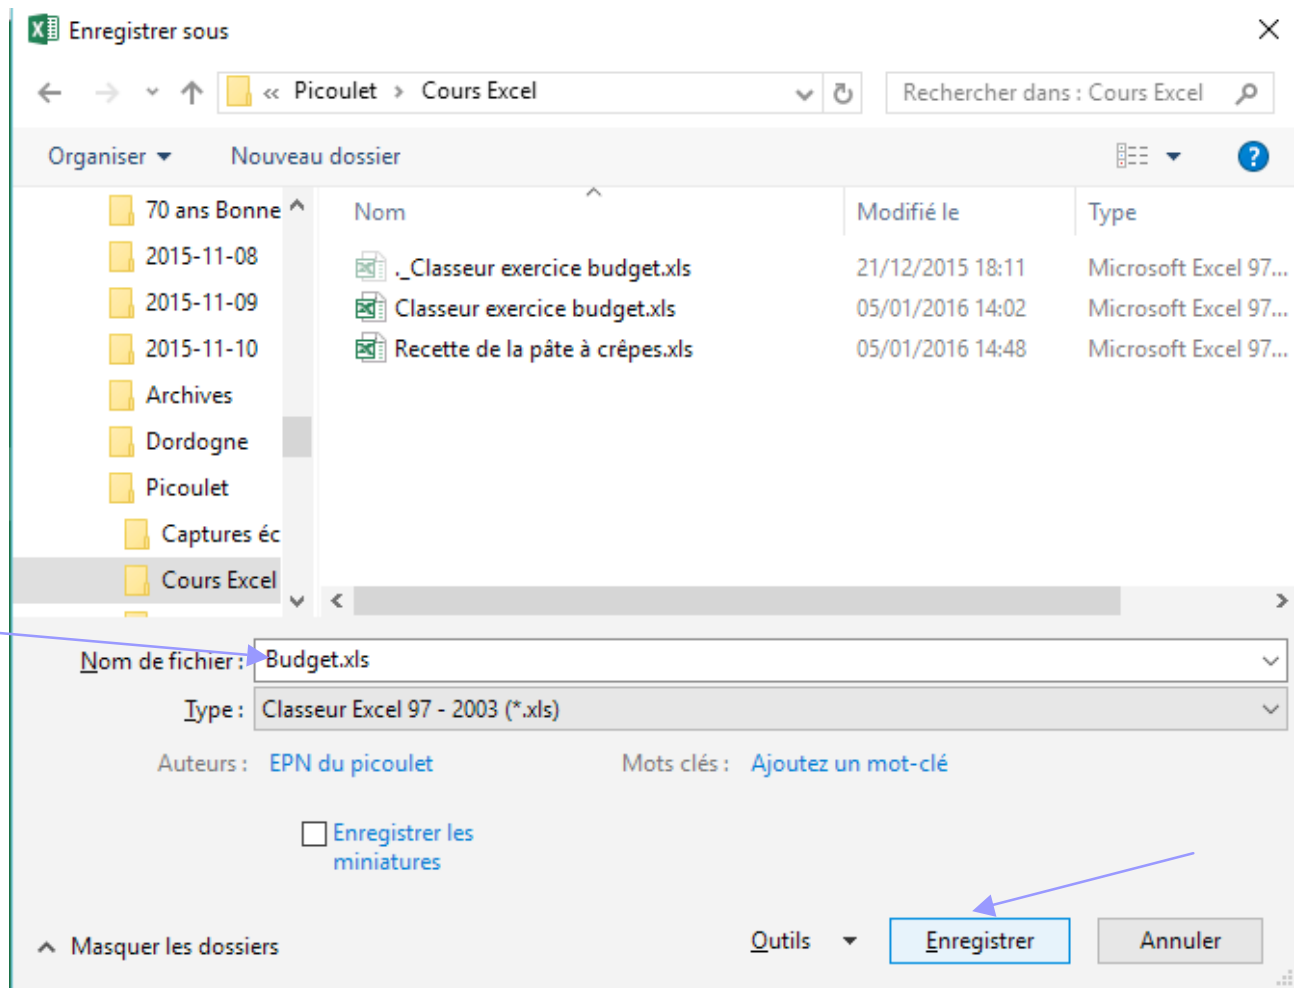 Enregistrer sous
« Picoulet > Cours Excel
Rechercher dans : Cours Excel
Organiser Nouveau dossier
Nom Modifié le Type
70 ans Bonne
2015-11-08
2015-11-09
2015-11-10
Archives
Dordogne
Picoulet
Captures éc
Cours Excel
._Classeur exercice budget.xls 21/12/2015 18:11 Microsoft Excel 97...
Classeur exercice budget.xls 05/01/2016 14:02 Microsoft Excel 97...
Recette de la pâte à crêpes.xls 05/01/2016 14:48 Microsoft Excel 97...
Nom de fichier : Budget.xls
Type : Classeur Excel 97 - 2003 (*.xls)
Auteurs : EPN du picoulet Mots clés : Ajoutez un mot-clé
Enregistrer les
miniatures
Masquer les dossiers Outils Enregistrer Annuler